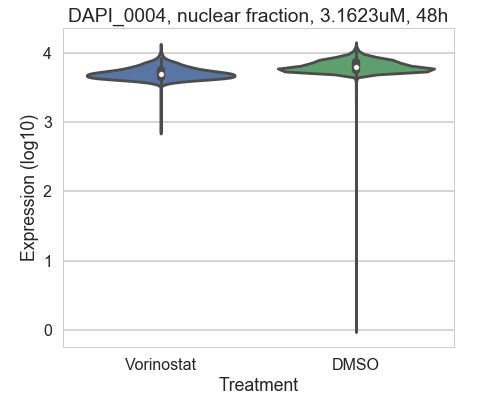 DAPI_0004, nuclear fraction, 3.1623uM, 48h
4
3
2
1
0
Expression (log10)
Vorinostat
DMSO
Treatment